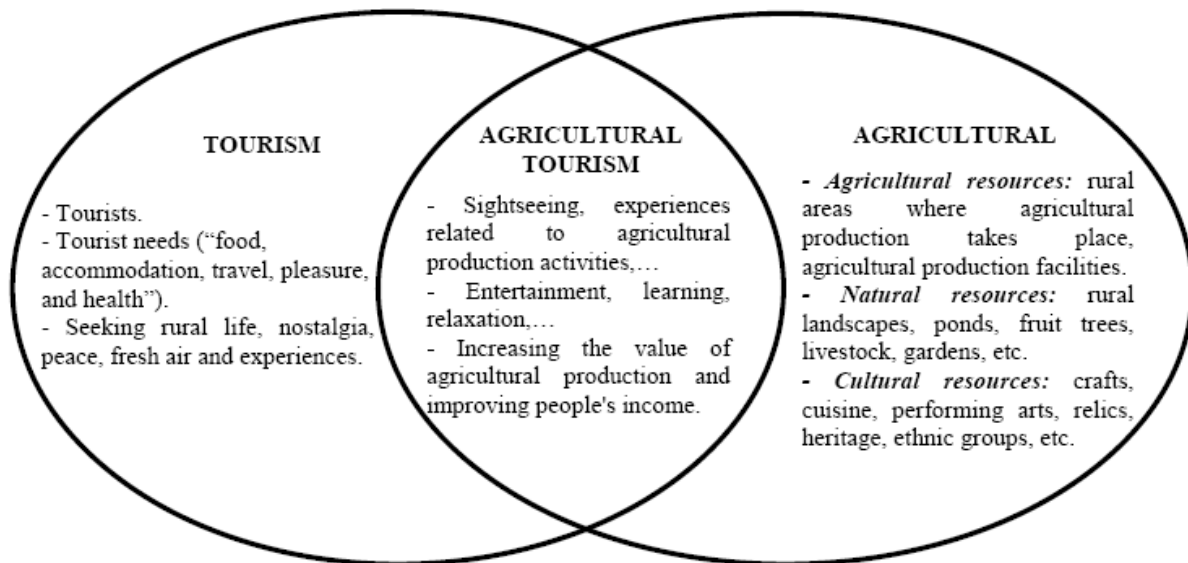 TOURISM
- Tourists.
- Tourist needs (“food,
accommodation, travel, pleasure,
and health”).
- Seeking rural life, nostalgia,
peace, fresh air and experiences.
AGRICULTURAL
TOURISM
- Sightseeing, experiences
related to agricultural
production activities,…
- Entertainment, learning,
relaxation,…
- Increasing the value of
agricultural production and
improving people's income.
AGRICULTURAL
- Agricultural resources: rural
areas where agricultural
production takes place,
agricultural production facilities.
- Natural resources: rural
landscapes, ponds, fruit trees,
livestock, gardens, etc.
- Cultural resources: crafts,
cuisine, performing arts, relics,
heritage, ethnic groups, etc.